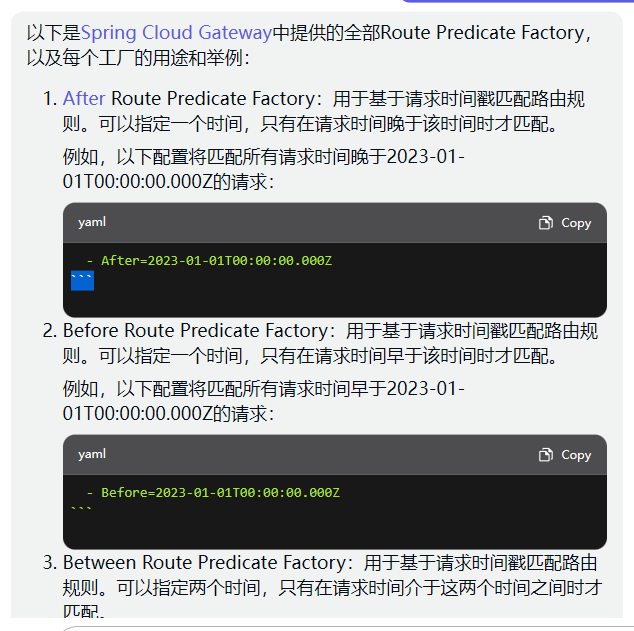 以下是Spring Cloud Gateway中提供的全部Route Predicate Factory，
以及每个工厂的用途和举例：
1. After Route Predicate Factory：用于基于请求时间戳匹配路由规
则。可以指定一个时间，只有在请求时间晚于该时间时才匹配。
例如，以下配置将匹配所有请求时间晚于2023-01-
01T00:00:00.000Z的请求：
yaml Copy
- After=2023-01-01T00:00:00.000Z
```
2. Before Route Predicate Factory：用于基于请求时间戳匹配路由规
则。可以指定一个时间，只有在请求时间早于该时间时才匹配。
例如，以下配置将匹配所有请求时间早于2023-01-
01T00:00:00.000Z的请求：
yaml Copy
- Before=2023-01-01T00:00:00.000Z
```
3. Between Route Predicate Factory：用于基于请求时间戳匹配路由
规则。可以指定两个时间，只有在请求时间介于这两个时间之间时才
匹配。